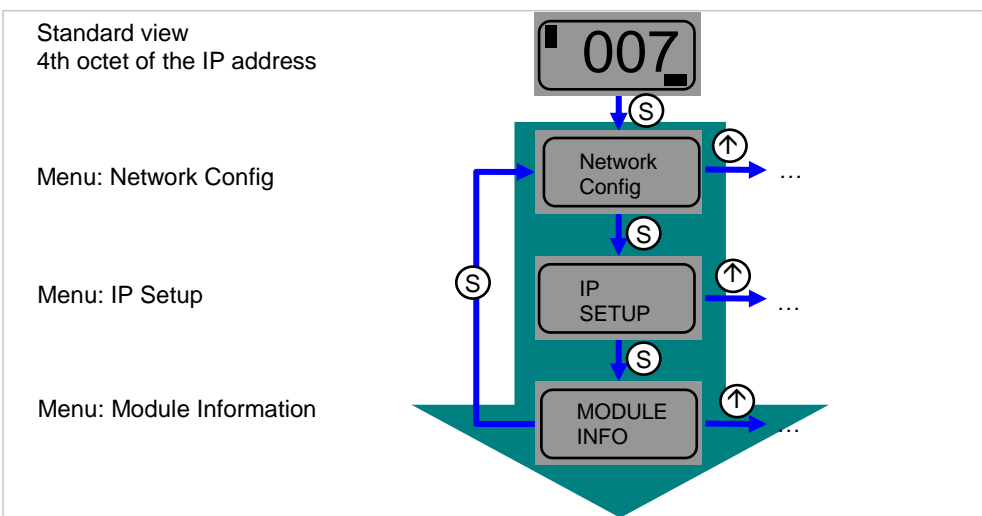 Standard view
4th octet of the IP address
007
S
Menu: Network Config
Network
Config
↑
…
S
Menu: IP Setup
S
IP
SETUP
↑
…
S
Menu: Module Information
MODULE
INFO
↑
…